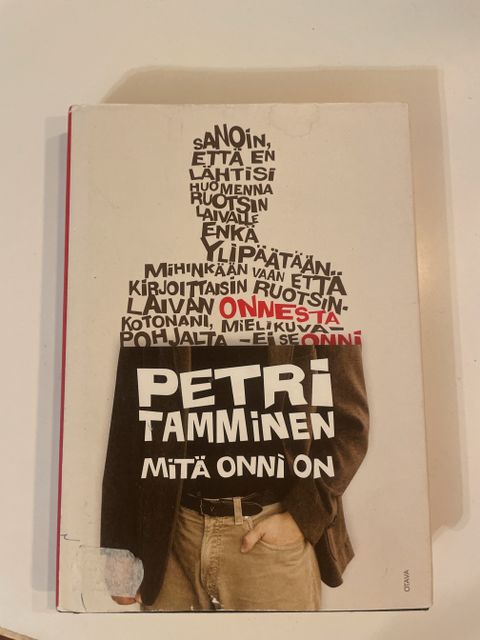 SANOIN,
ETTÄ EN
LÄHTISI
HUOMENNA
RUOTSIN
LAIVALLE
ENKÄ
YLIPÄÄTÄÄN
MIHINKÄÄN VAAN ETTÄ
KIRJOITTAISIN RUOTSIN-
LAIVAN ONNESTA
KOTONANI, MIELIKUVA-
POHJALTA – EI SE ONNI
PETRI
TAMMINEN
MITÄ ONNI ON
OTAVA